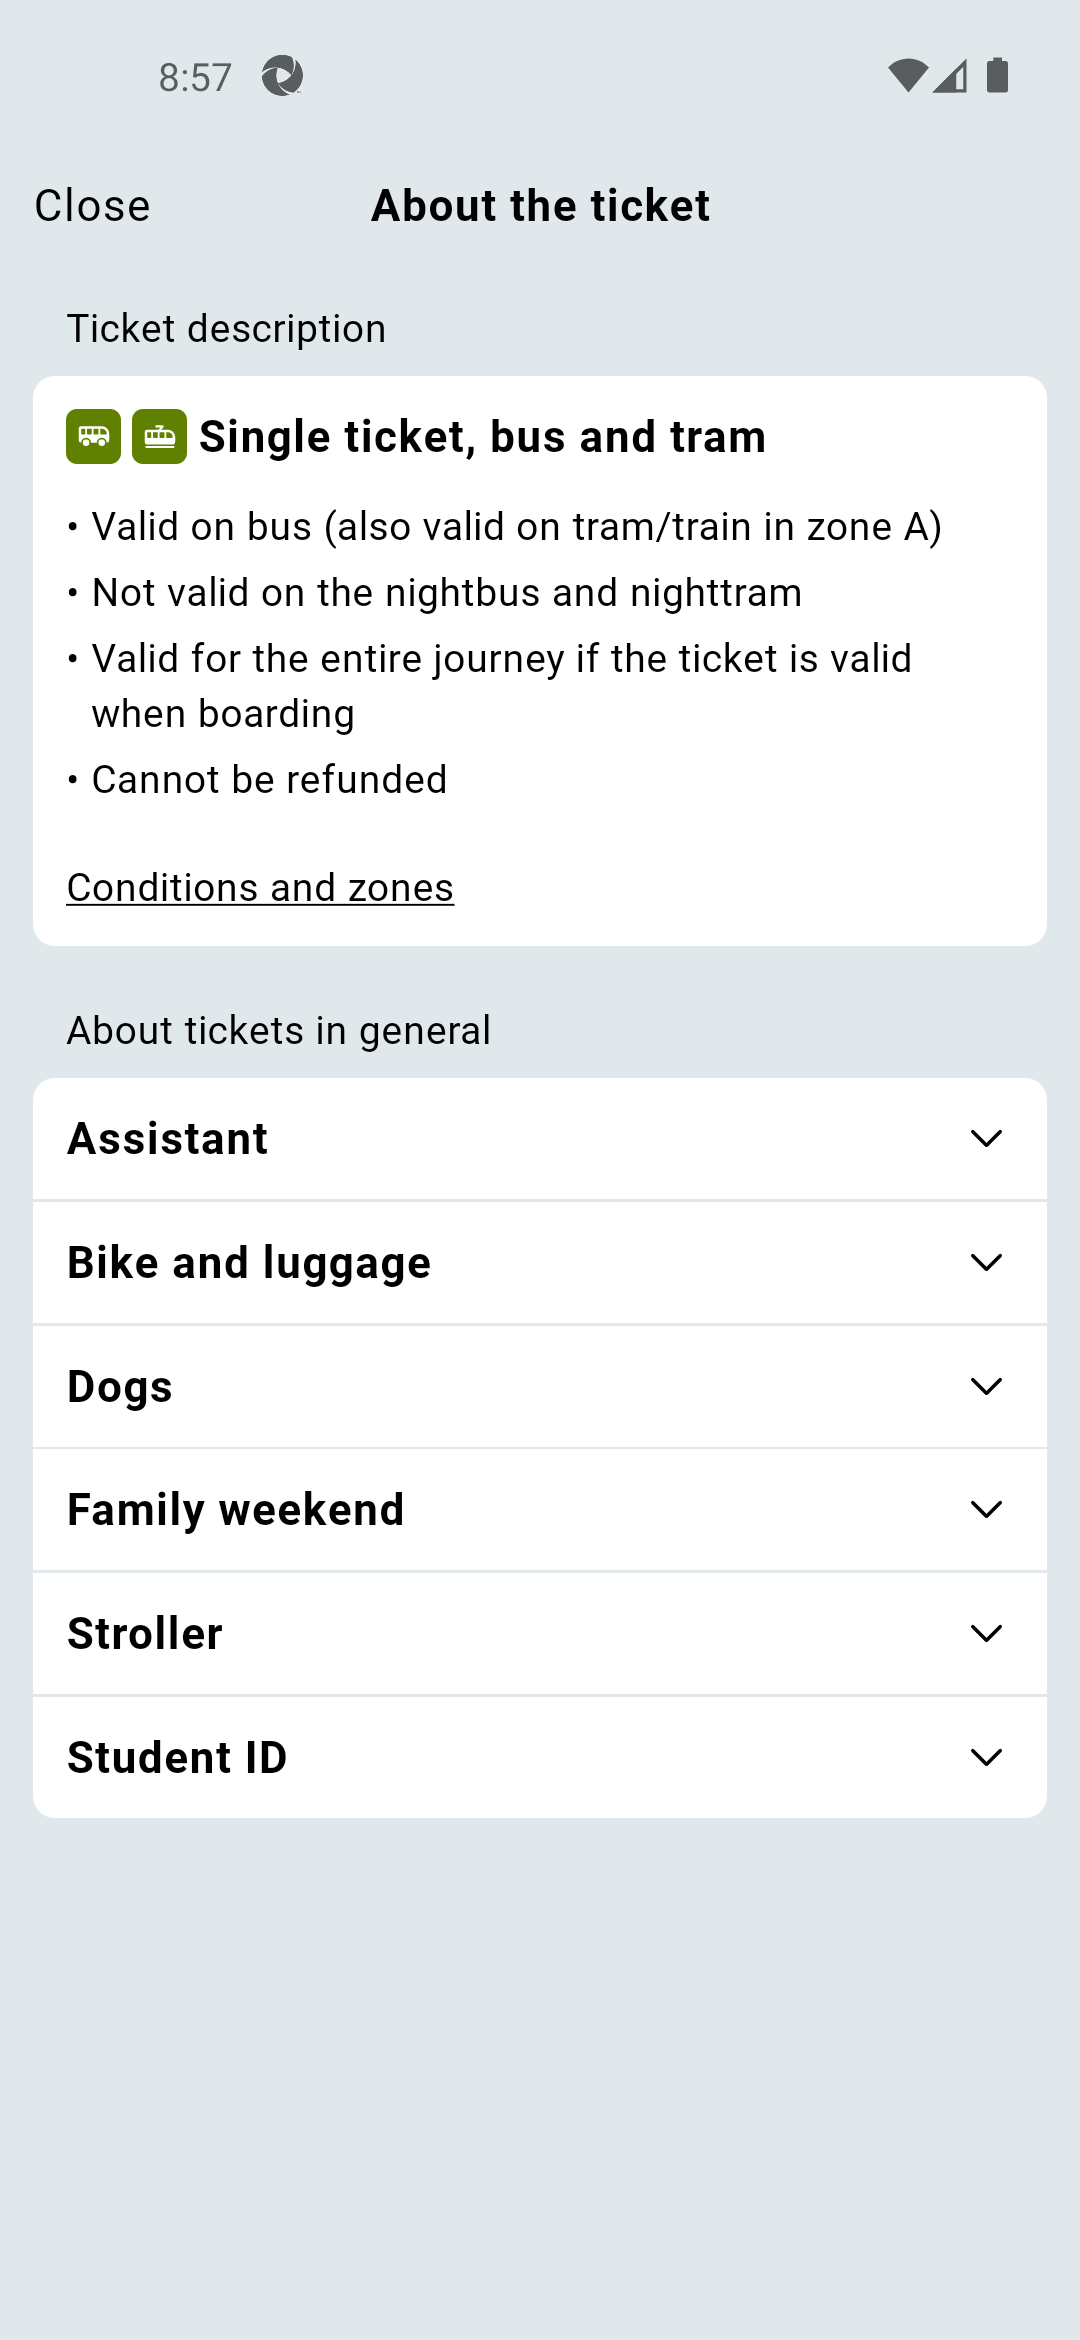 8:57
Close
About the ticket
Ticket description
Single ticket, bus and tram
• Valid on bus (also valid on tram/train in zone A)
• Not valid on the nightbus and nighttram
• Valid for the entire journey if the ticket is valid
when boarding
• Cannot be refunded
Conditions and zones
About tickets in general
Assistant
Bike and luggage
Dogs
Family weekend
Stroller
Student ID